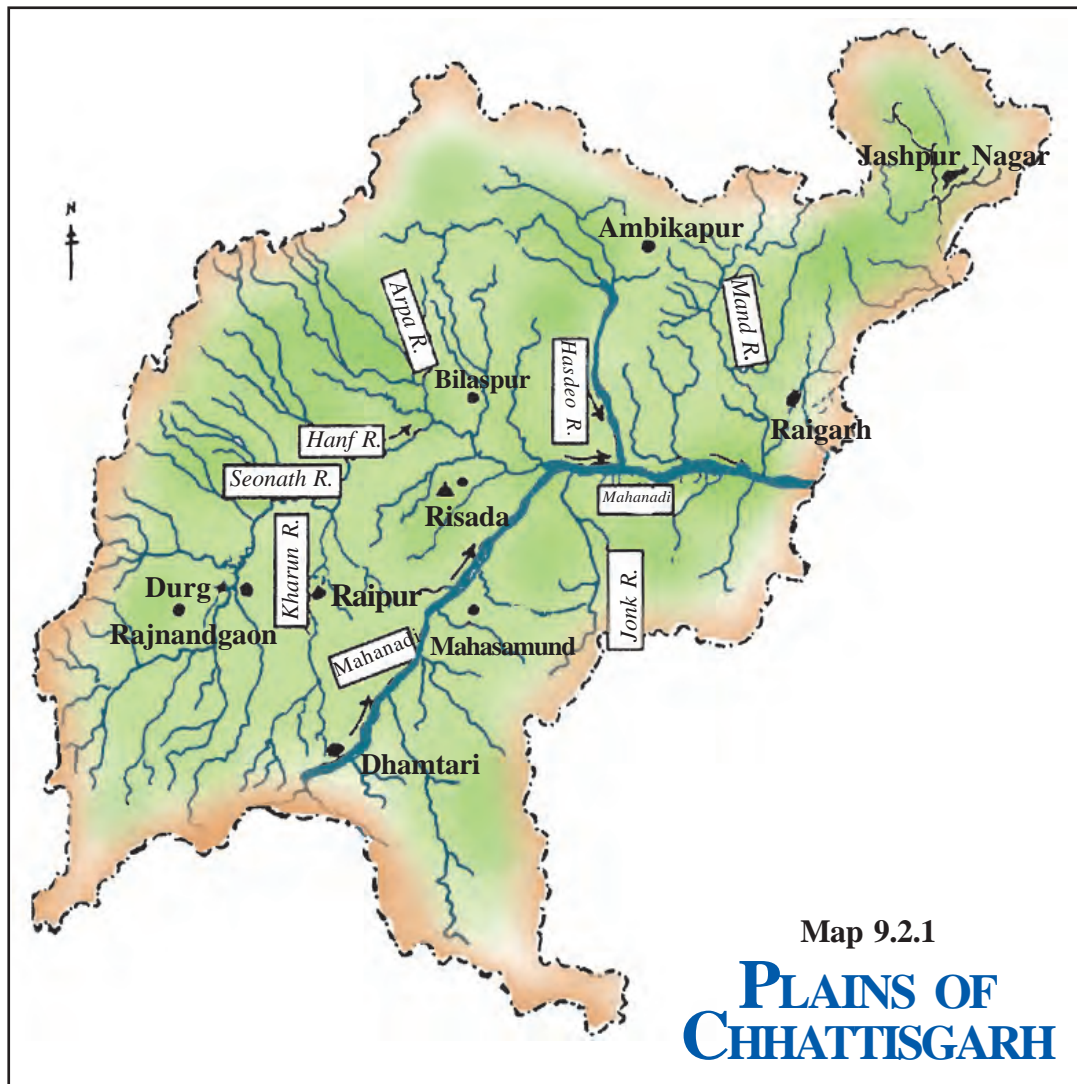 Jashpur Nagar
N
Ambikapur
Arpa R.
Mand R.
Hasdeo R.
Bilaspur
Raigarh
Hanf R.
Seonath R.
Mahanadi
Risada
Kharun R.
Jonk R.
Durg
Raipur
Rajnandgaon
Mahanadi
Mahasamund
Dhamtari
Map 9.2.1
PLAINS OF
CHHATTISGARH